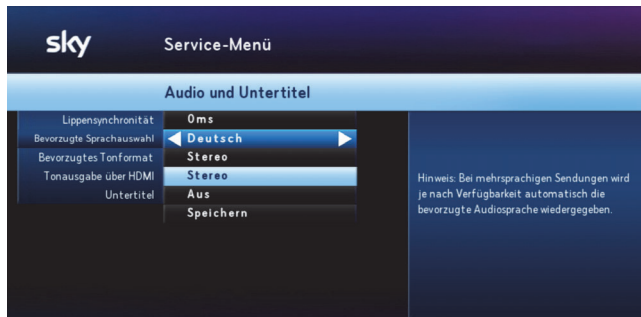 sky
Service-Menü
Audio und Untertitel
Lippensynchronität 0ms
Bevorzugte Sprachauswahl Deutsch
Bevorzugtes Tonformat Stereo
Tonausgabe über HDMI Stereo
Untertitel Aus
Speichern
Hinweis: Bei mehrsprachigen Sendungen wird
je nach Verfügbarkeit automatisch die
bevorzugte Audiosprache wiedergegeben.